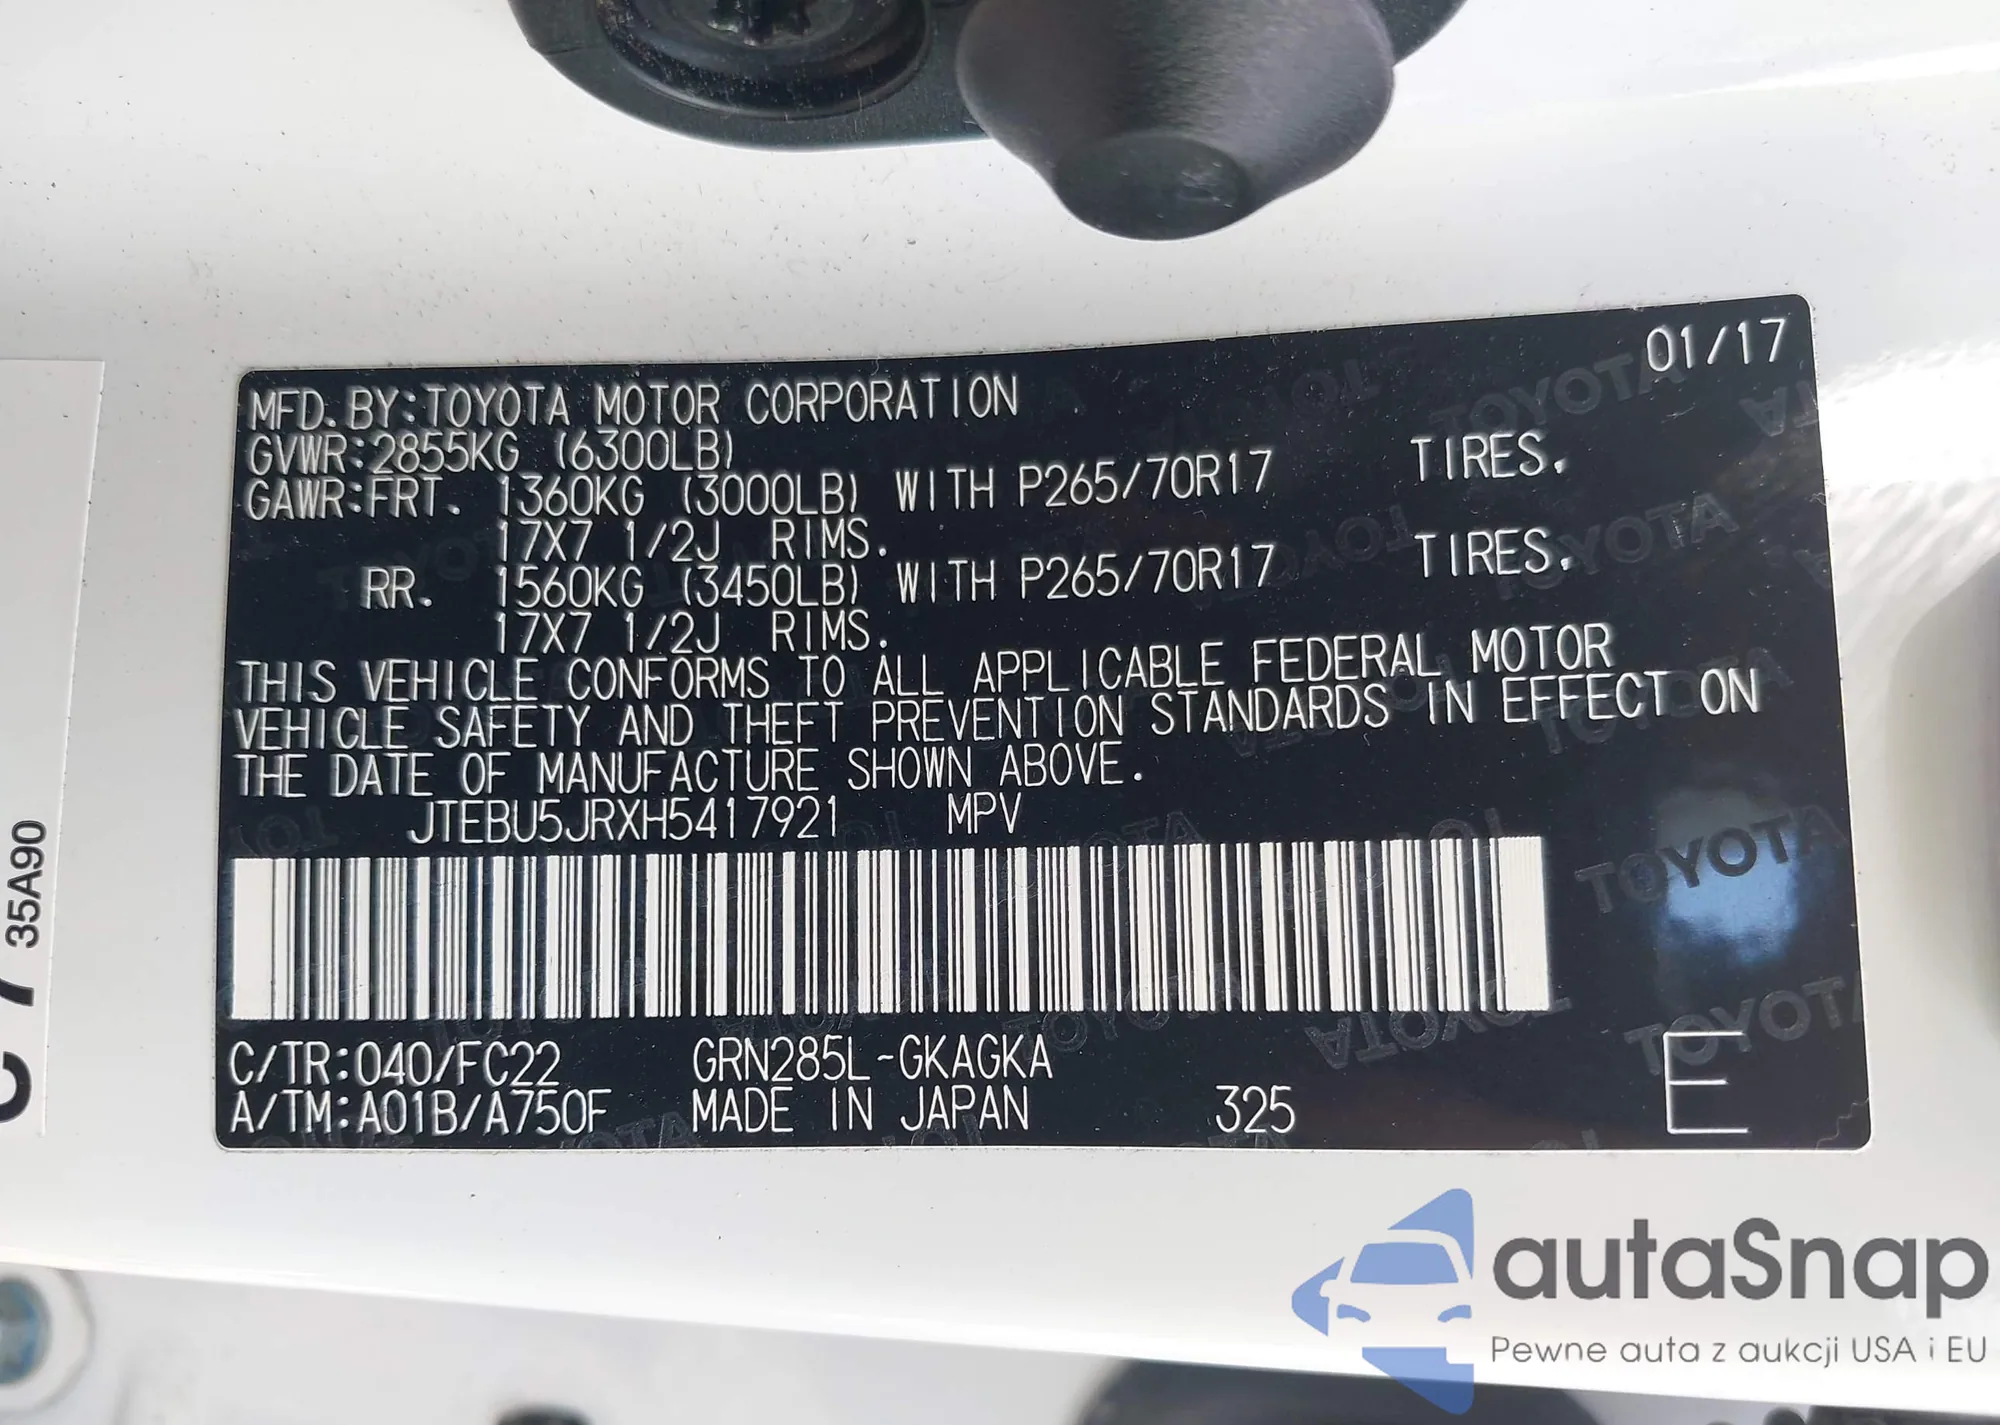 01/17
MFD.BY:TOYOTA MOTOR CORPORATION
GVWR:2855KG (6300LB)
GAWR:FRT. 1360KG (3000LB) WITH P265/70R17 TIRES.
17X7 1/2J RIMS.
RR. 1560KG (3450LB) WITH P265/70R17 TIRES.
17X7 1/2J RIMS.
THIS VEHICLE CONFORMS TO ALL APPLICABLE FEDERAL MOTOR
VEHICLE SAFETY AND THEFT PREVENTION STANDARDS IN EFFECT ON
THE DATE OF MANUFACTURE SHOWN ABOVE.
JTEBU5JRXH5417921 MPV
C/TR:040/FC22 GRN285L-GKAGKA
A/TM:A01B/A750F MADE IN JAPAN 325 E
35A90
TOYOTA
autaSnap
Pewne auta z aukcji USA i EU